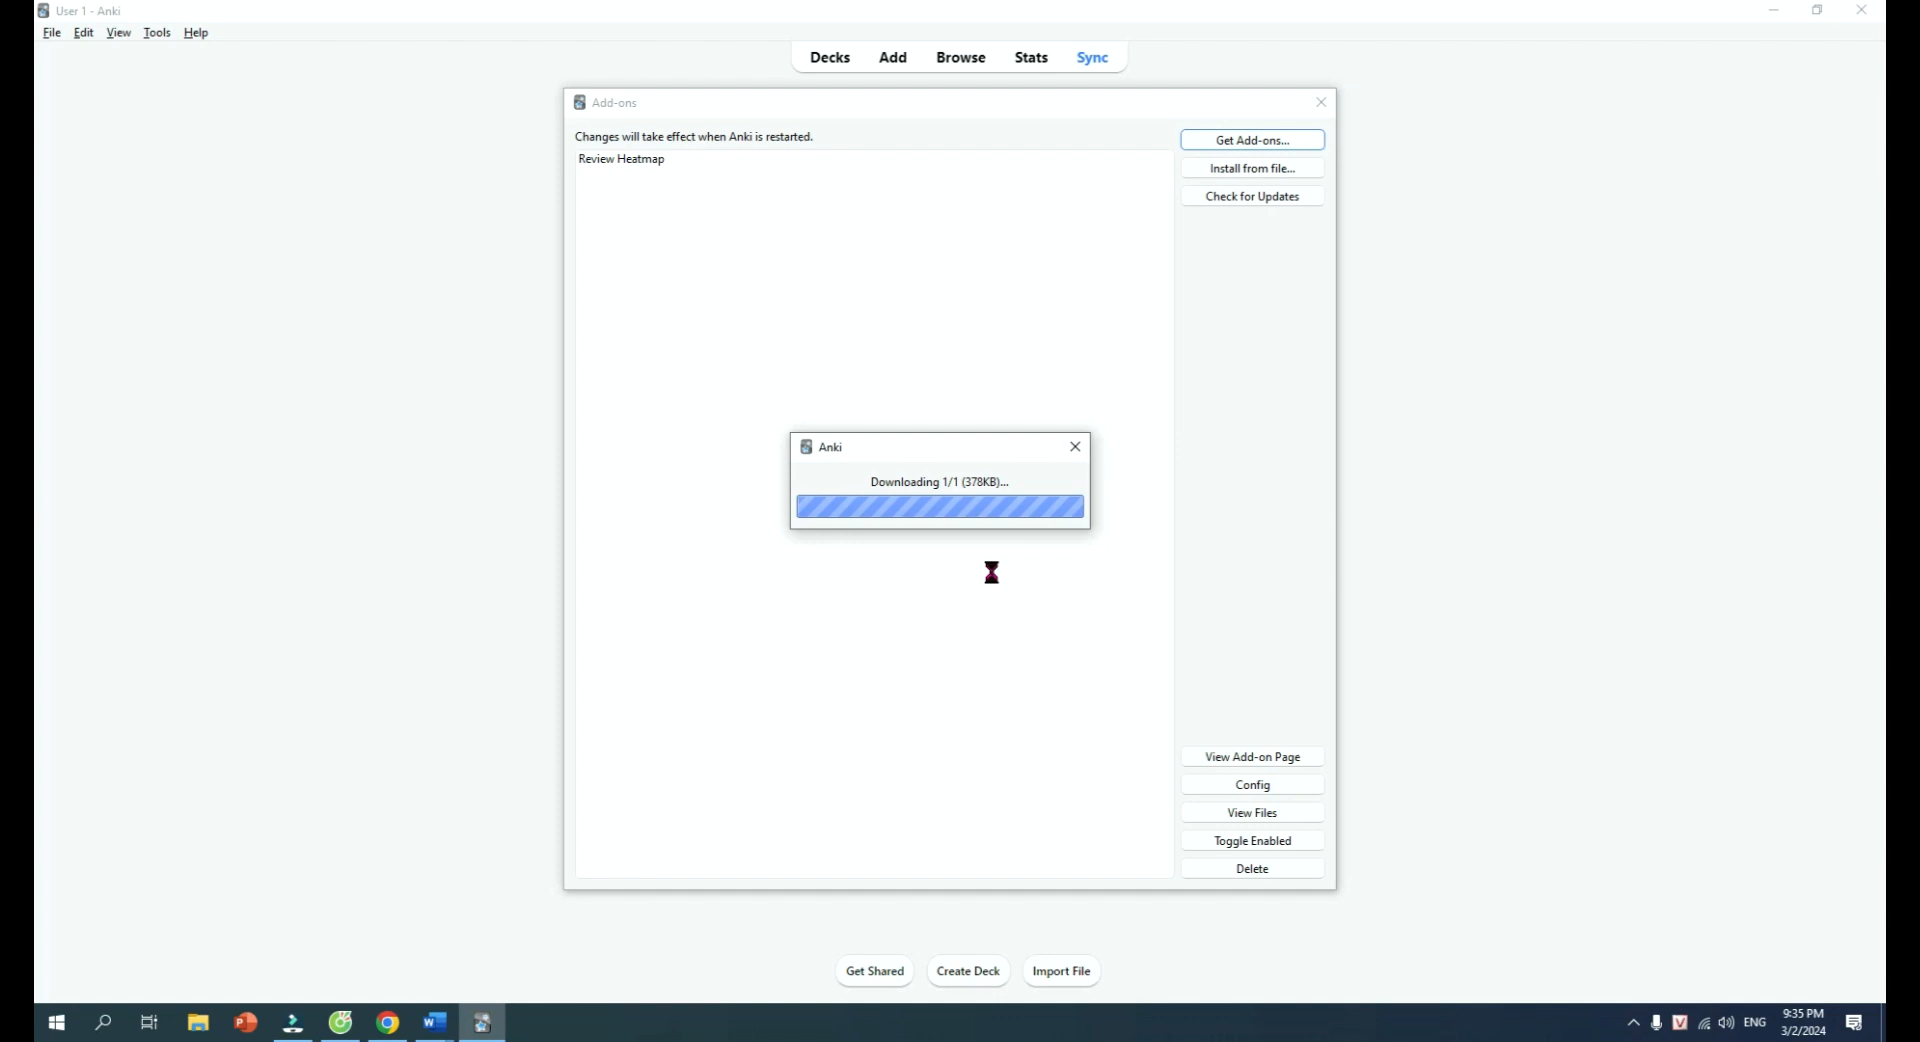 User 1 - Anki
File Edit View Tools Help
Decks Add Browse Stats Sync
Add-ons
Changes will take effect when Anki is restarted.
Get Add-ons...
Review Heatmap
Install from file...
Check for Updates
Anki
Downloading 1/1 (378KB)...
View Add-on Page
Config
View Files
Toggle Enabled
Delete
Get Shared Create Deck Import File
ENG
9:35 PM
3/2/2024